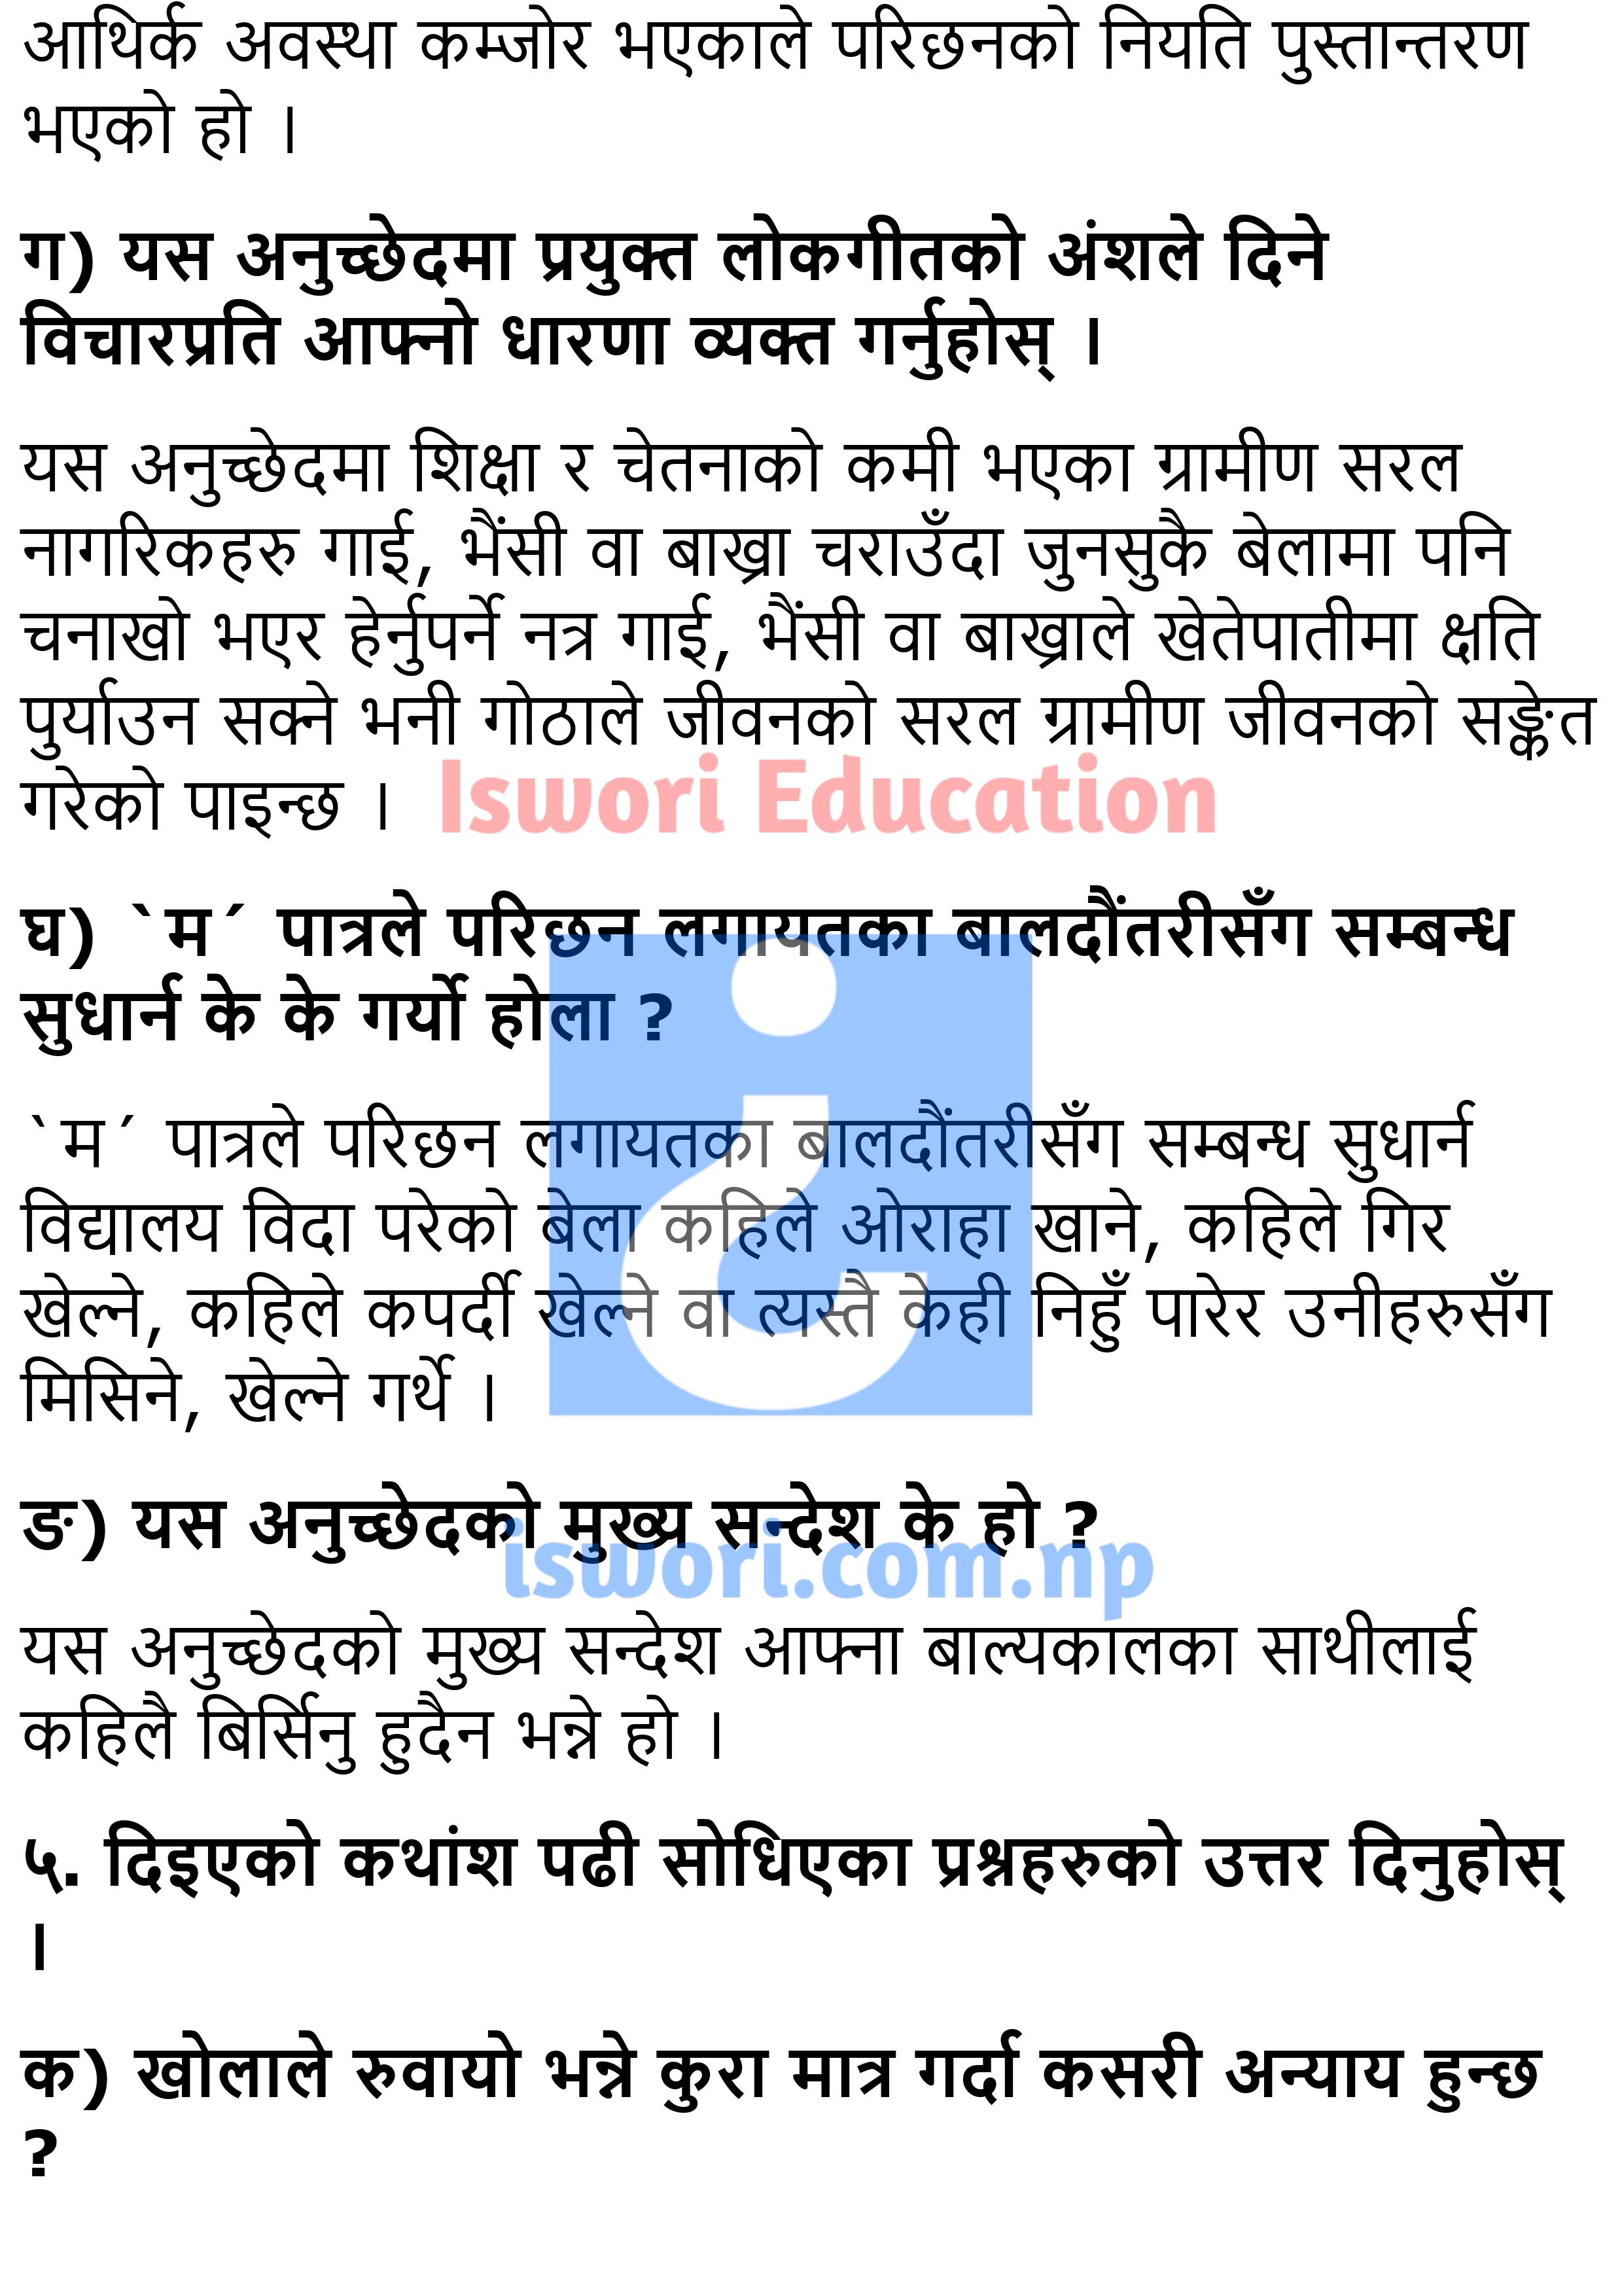 आर्थिक अवस्था कम्जोर भएकाले परिछनको नियति पुस्तान्तरण
भएको हो ।
ग) यस अनुच्छेदमा प्रयुक्त लोकगीतको अंशले दिने
विचारप्रति आफ्नो धारणा व्यक्त गर्नुहोस् ।
यस अनुच्छेदमा शिक्षा र चेतनाको कमी भएका ग्रामीण सरल
नागरिकहरु गाई, भैंसी वा बाख्रा चराउँदा जुनसुकै बेलामा पनि
चनाखो भएर हेर्नुपर्ने नत्र गाई, भैंसी वा बाख्राले खेतेपातीमा क्षति
पुर्याउन सक्ने भनी गोठाले जीवनको सरल ग्रामीण जीवनको सङ्केत
गरेको पाइन्छ ।
Iswori Education
घ) `म´ पात्रले परिछन लगायतका बालदौंतरीसँग सम्बन्ध
सुधार्न के के गर्यो होला ?
`म´ पात्रले परिछन लगायतका बालदौंतरीसँग सम्बन्ध सुधार्न
विद्यालय विदा परेको बेला कहिले ओराहा खाने, कहिले गिर
खेल्ने, कहिले कपर्दी खेल्ने वा त्यस्तै केही निहुँ पारेर उनीहरुसँग
मिसिने, खेल्ने गर्थे ।
ङ) यस अनुच्छेदको मुख्य सन्देश के हो ?
iswori.com.np
यस अनुच्छेदको मुख्य सन्देश आफ्ना बाल्यकालका साथीलाई
कहिलै बिर्सिनु हुदैन भन्ने हो ।
५. दिइएको कथांश पढी सोधिएका प्रश्नहरुको उत्तर दिनुहोस्
।
क) खोलाले रुवायो भन्ने कुरा मात्र गर्दा कसरी अन्याय हुन्छ
?